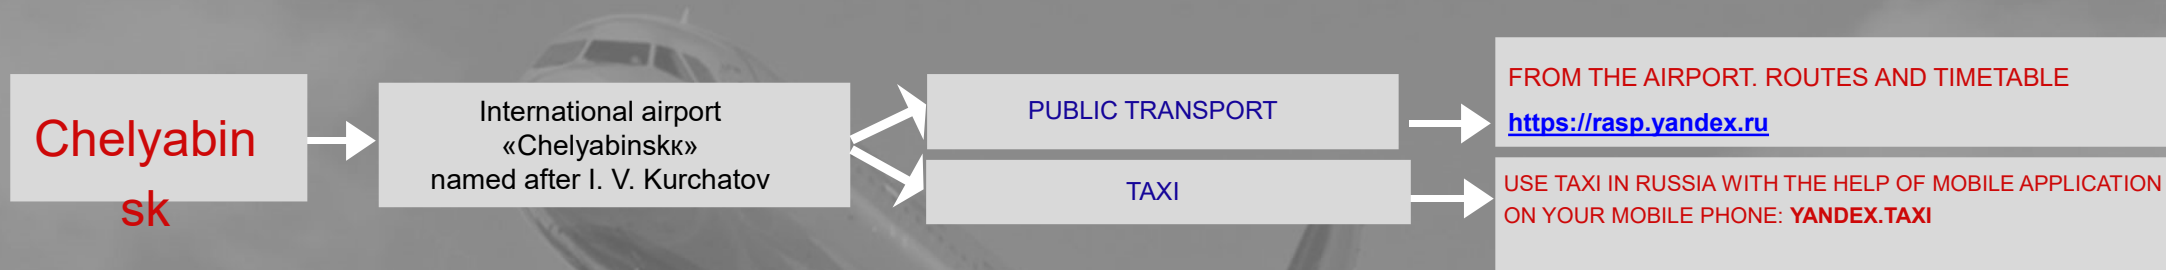 Chelyabin
sk
International airport
«Chelyabinskк»
named after I. V. Kurchatov
PUBLIC TRANSPORT
TAXI
FROM THE AIRPORT. ROUTES AND TIMETABLE
https://rasp.yandex.ru
USE TAXI IN RUSSIA WITH THE HELP OF MOBILE APPLICATION
ON YOUR MOBILE PHONE: YANDEX.TAXI